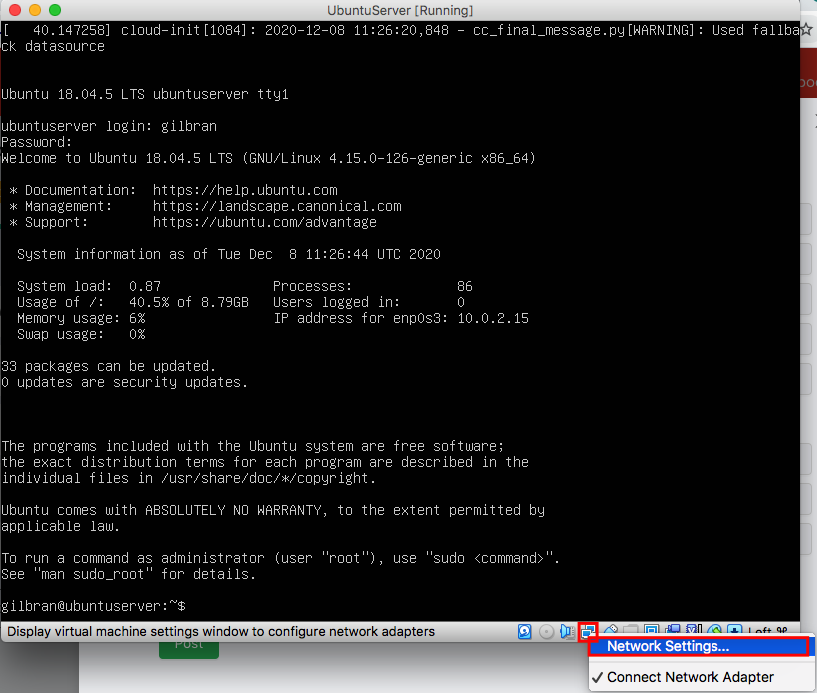 UbuntuServer [Running]
[   40.147258] cloud-init[1084]: 2020-12-08 11:26:20,848 - cc_final_message.py[WARNING]: Used fallba
ck datasource
Ubuntu 18.04.5 LTS ubuntuserver tty1
ubuntuserver login: gilbran
Password:
Welcome to Ubuntu 18.04.5 LTS (GNU/Linux 4.15.0-126-generic x86_64)
* Documentation:  https://help.ubuntu.com
* Management:     https://landscape.canonical.com
* Support:        https://ubuntu.com/advantage
System information as of Tue Dec  8 11:26:44 UTC 2020
System load:  0.87              Processes:             86
Usage of /:   40.5% of 8.79GB   Users logged in:       0
Memory usage: 6%                IP address for enp0s3: 10.0.2.15
Swap usage:   0%
33 packages can be updated.
0 updates are security updates.
The programs included with the Ubuntu system are free software;
the exact distribution terms for each program are described in the
individual files in /usr/share/doc/*/copyright.
Ubuntu comes with ABSOLUTELY NO WARRANTY, to the extent permitted by
applicable law.
To run a command as administrator (user "root"), use "sudo <command>".
See "man sudo_root" for details.
gilbran@ubuntuserver:~$
Display virtual machine settings window to configure network adapters
Left ⌘
Network Settings...
✓ Connect Network Adapter
Post